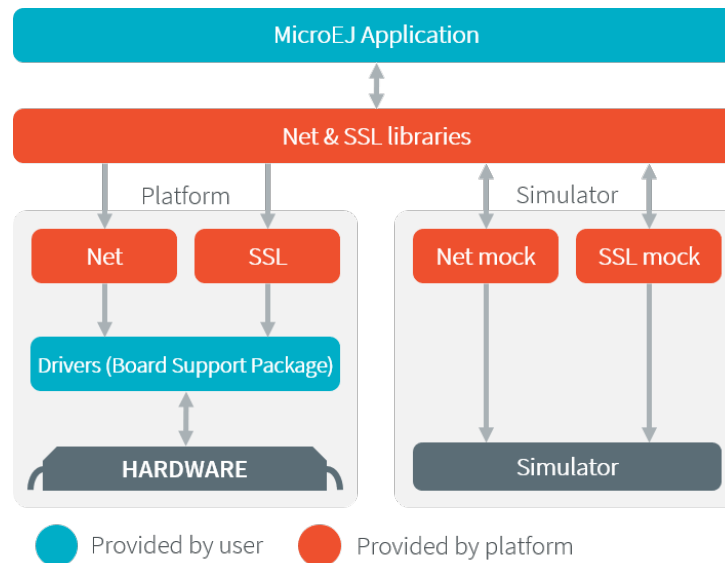 MicroEJ Application
Net & SSL libraries
Platform
Simulator
Net
SSL
Net mock
SSL mock
Drivers (Board Support Package)
HARDWARE
Simulator
Provided by user
Provided by platform